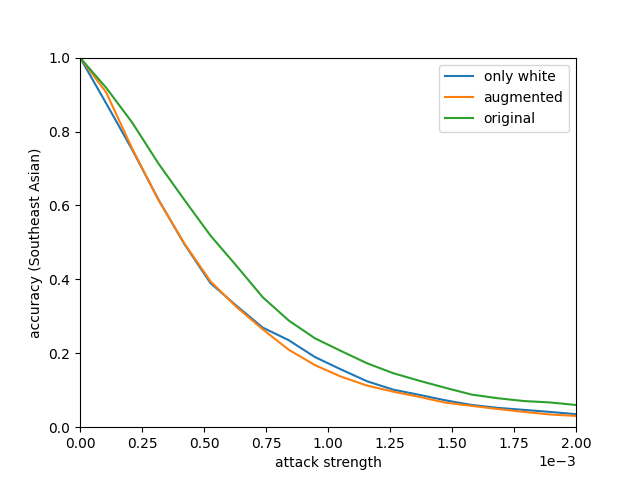 1.0
0.8
0.6
0.4
0.2
0.0
accuracy (Southeast Asian)
only white
augmented
original
0.00 0.25 0.50 0.75 1.00 1.25 1.50 1.75 2.00
attack strength
1e−3